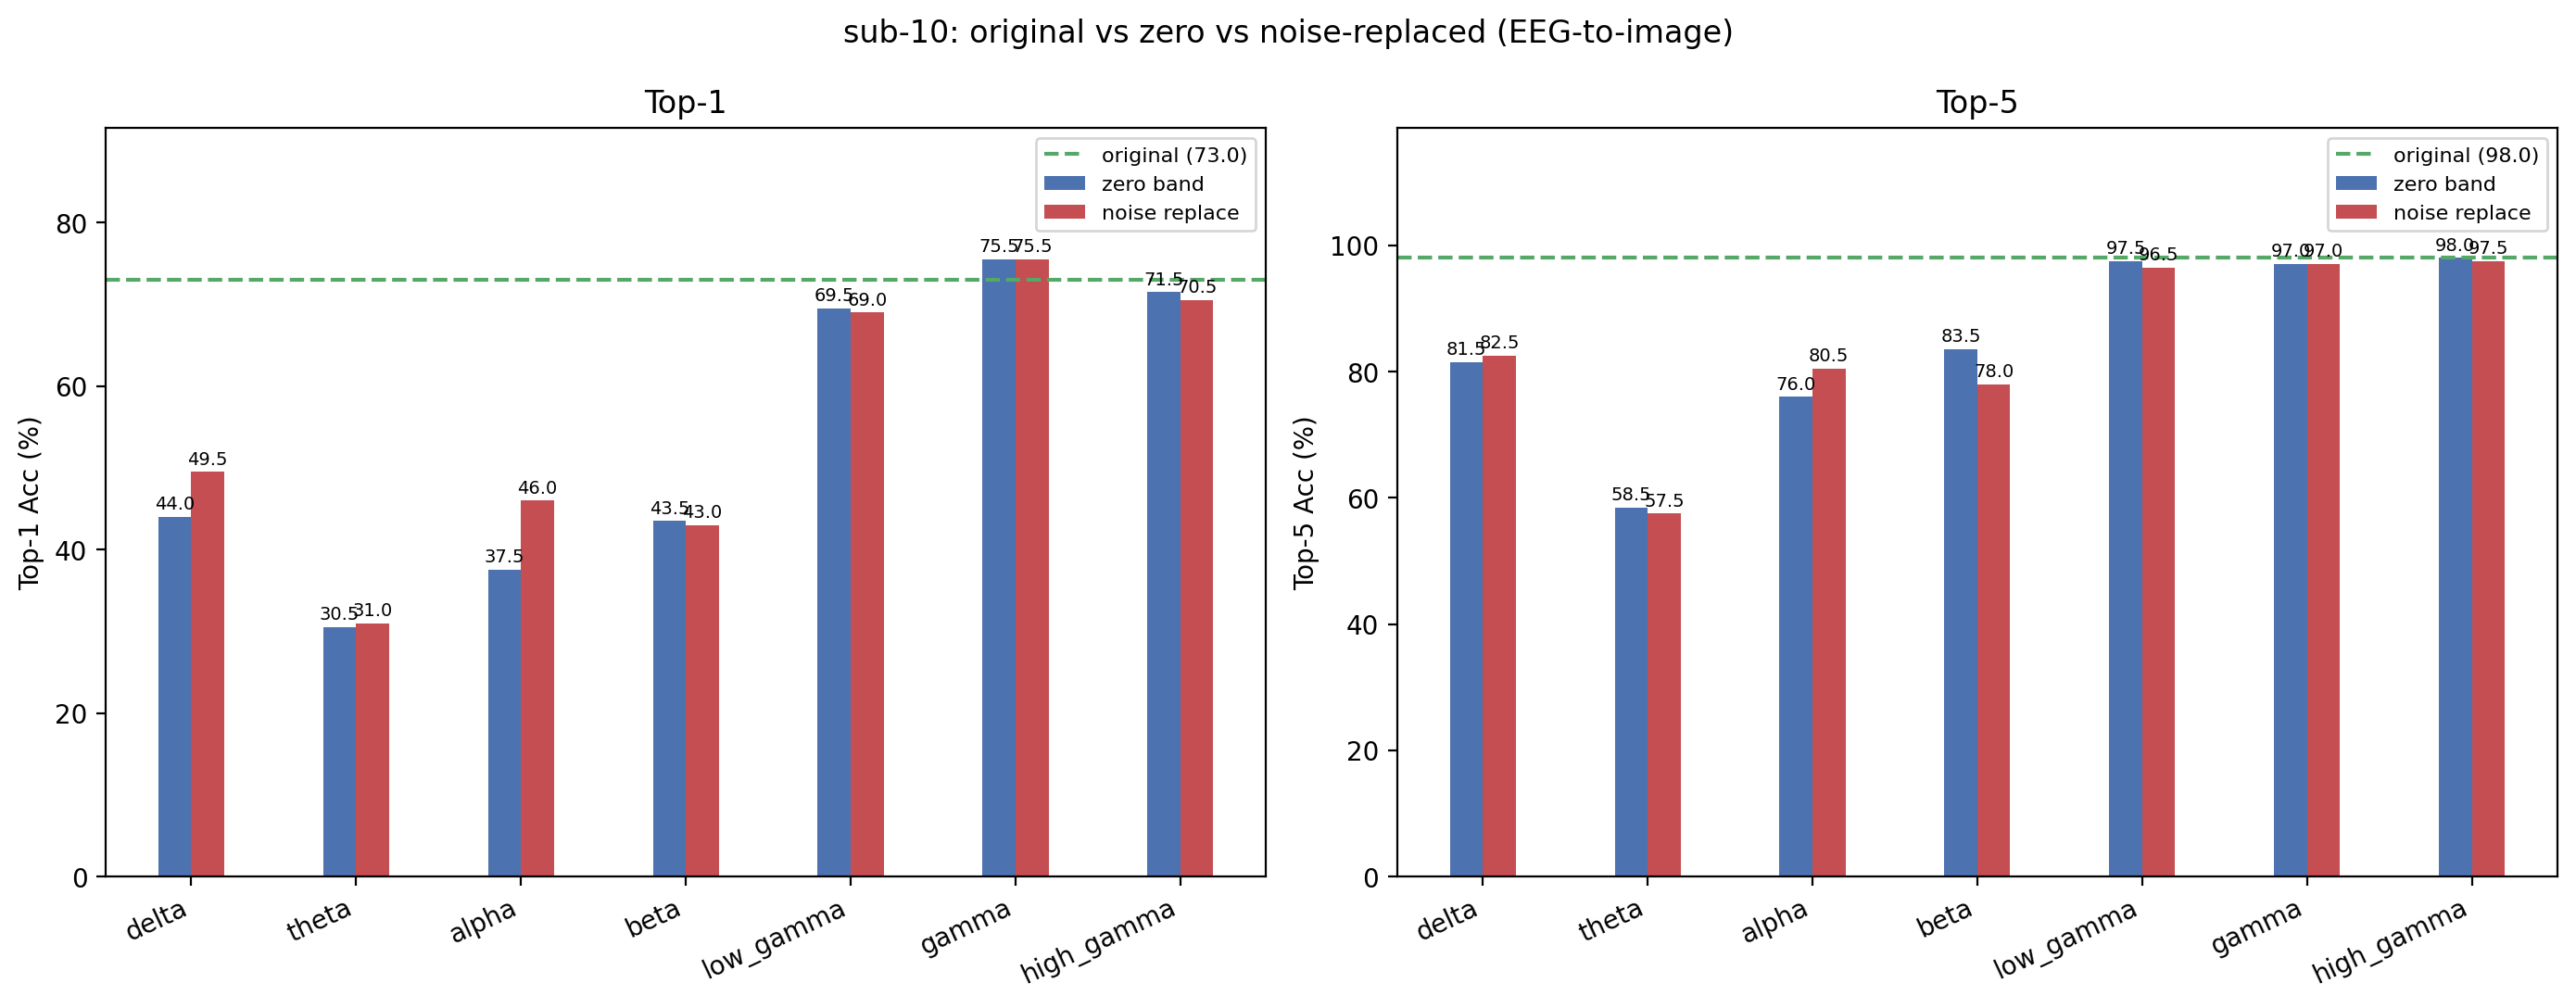 sub-10: original vs zero vs noise-replaced (EEG-to-image)
Top-1
original (73.0)
zero band
noise replace
Top-1 Acc (%)
80
60
40
20
0
44.0
49.5
30.5
31.0
37.5
46.0
43.5
43.0
69.5
69.0
75.5
75.5
71.5
70.5
delta
theta
alpha
beta
low_gamma
gamma
high_gamma
Top-5
original (98.0)
zero band
noise replace
Top-5 Acc (%)
100
80
60
40
20
0
81.5
82.5
58.5
57.5
76.0
80.5
83.5
78.0
97.5
96.5
97.0
97.0
98.0
97.5
delta
theta
alpha
beta
low_gamma
gamma
high_gamma